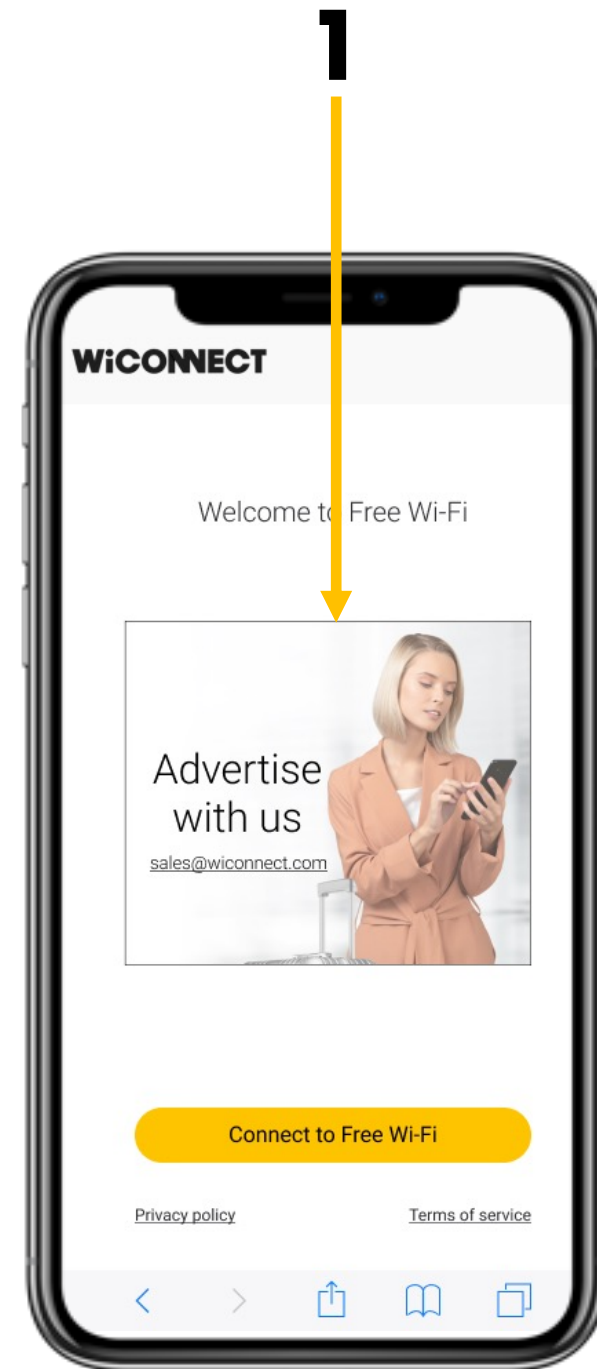 1
WiCONNECT
Welcome to Free Wi-Fi
Advertise
with us
sales@wiconnect.com
Connect to Free Wi-Fi
Privacy policy Terms of service